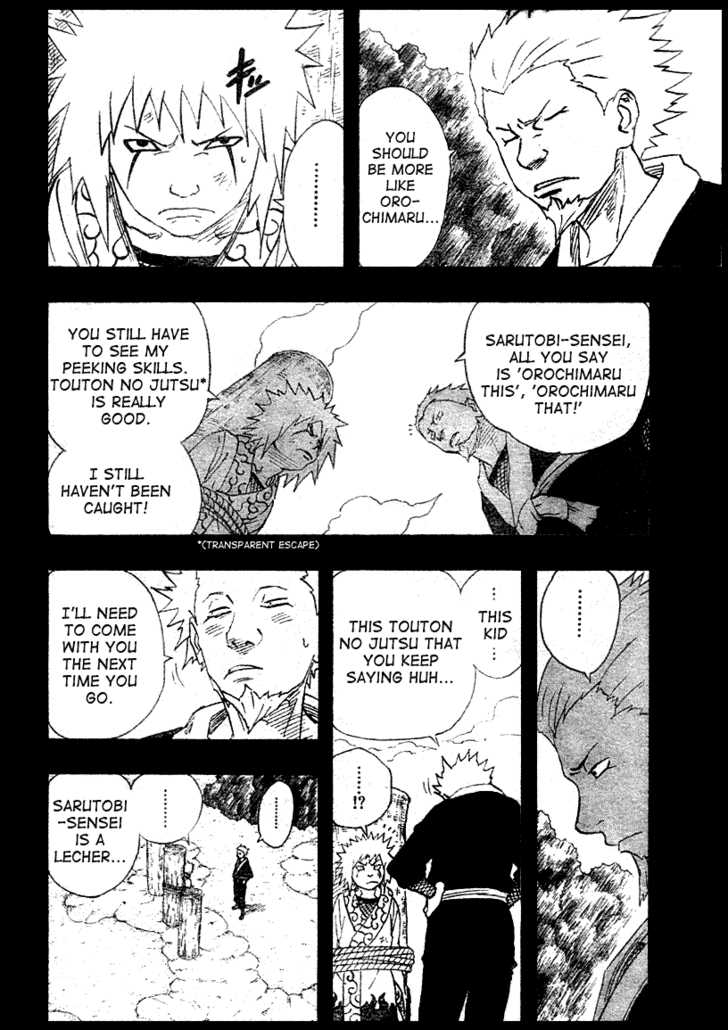 YOU
SHOULD
BE MORE
LIKE
ORO-
CHIMARU...
キッ
.........
SARUTOBI-SENSEI,
ALL YOU SAY
IS 'OROCHIMARU
THIS', 'OROCHIMARU
THAT!'
YOU STILL HAVE
TO SEE MY
PEEKING SKILLS.
TOUTON NO JUTSU*
IS REALLY
GOOD.
I STILL
HAVEN'T BEEN
CAUGHT!
*(TRANSPARENT ESCAPE)
.........
...
THIS
KID
...
THIS TOUTON
NO JUTSU THAT
YOU KEEP
SAYING HUH...
.........
!?
I'LL NEED
TO COME
WITH YOU
THE NEXT
TIME YOU
GO.
.........
.........
SARUTOBI
-SENSEI
IS A
LECHER...